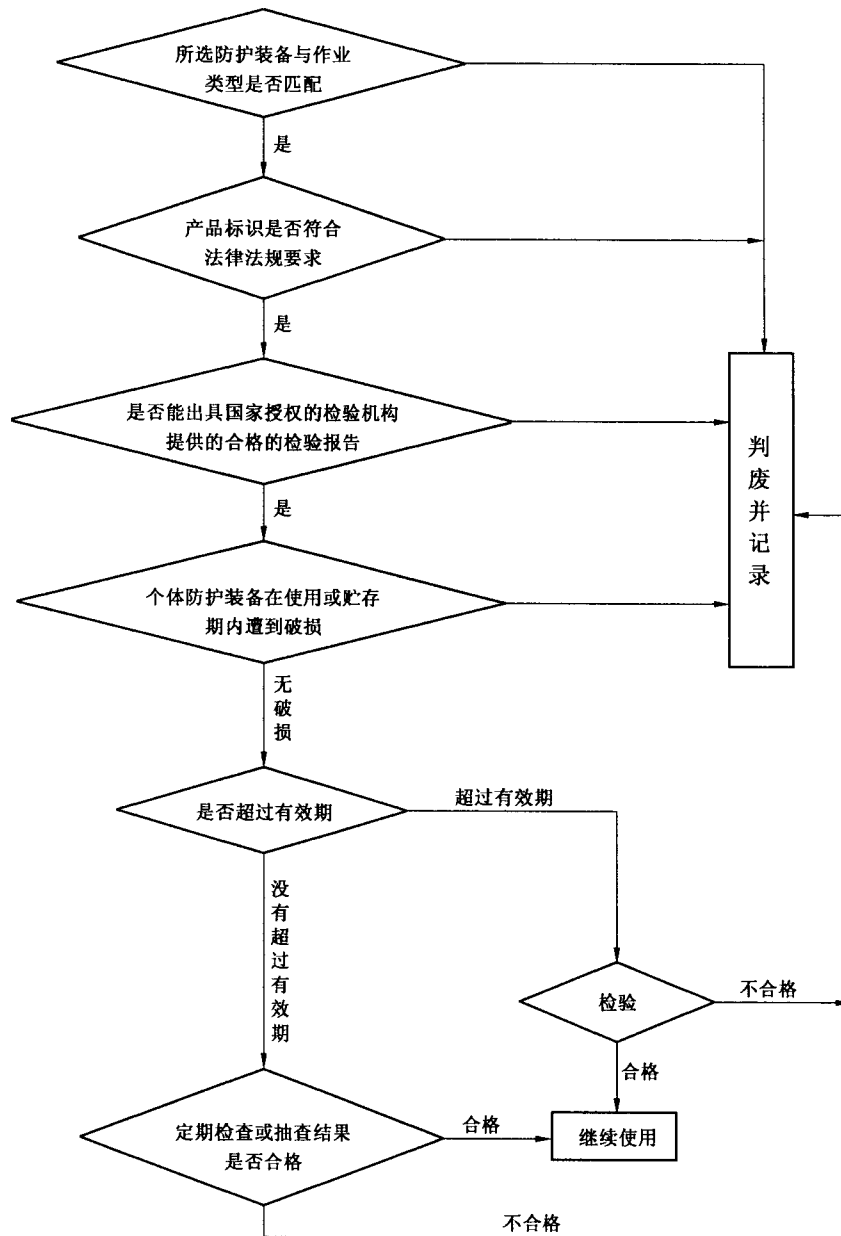 所选防护装备与作业
类型是否匹配
是
产品标识是否符合
法律法规要求
是
是否能出具国家授权的检验机构
提供的合格的检验报告
判废并记录
是
个体防护装备在使用或贮存
期内遭到破损
无破损
是否超过有效期
超过有效期
没有超过有效期
检验
不合格
合格
定期检查或抽查结果
是否合格
合格
继续使用
不合格